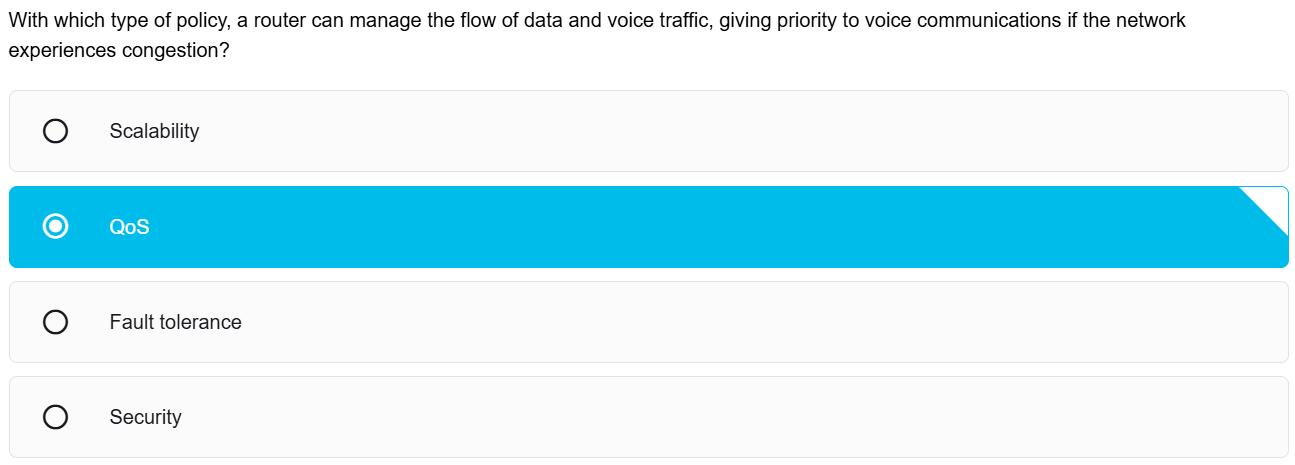 With which type of policy, a router can manage the flow of data and voice traffic, giving priority to voice communications if the network
experiences congestion?
Scalability
QoS
Fault tolerance
Security